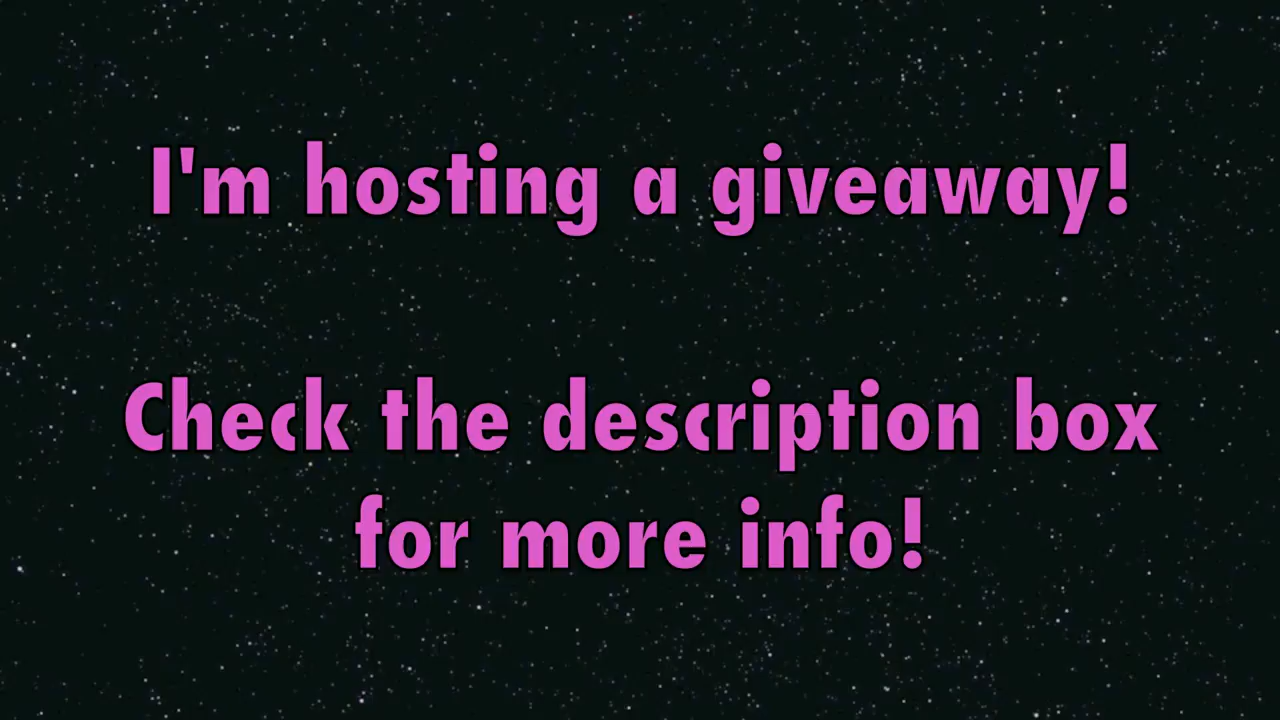 I'm hosting a giveaway!
Check the description box
for more info!